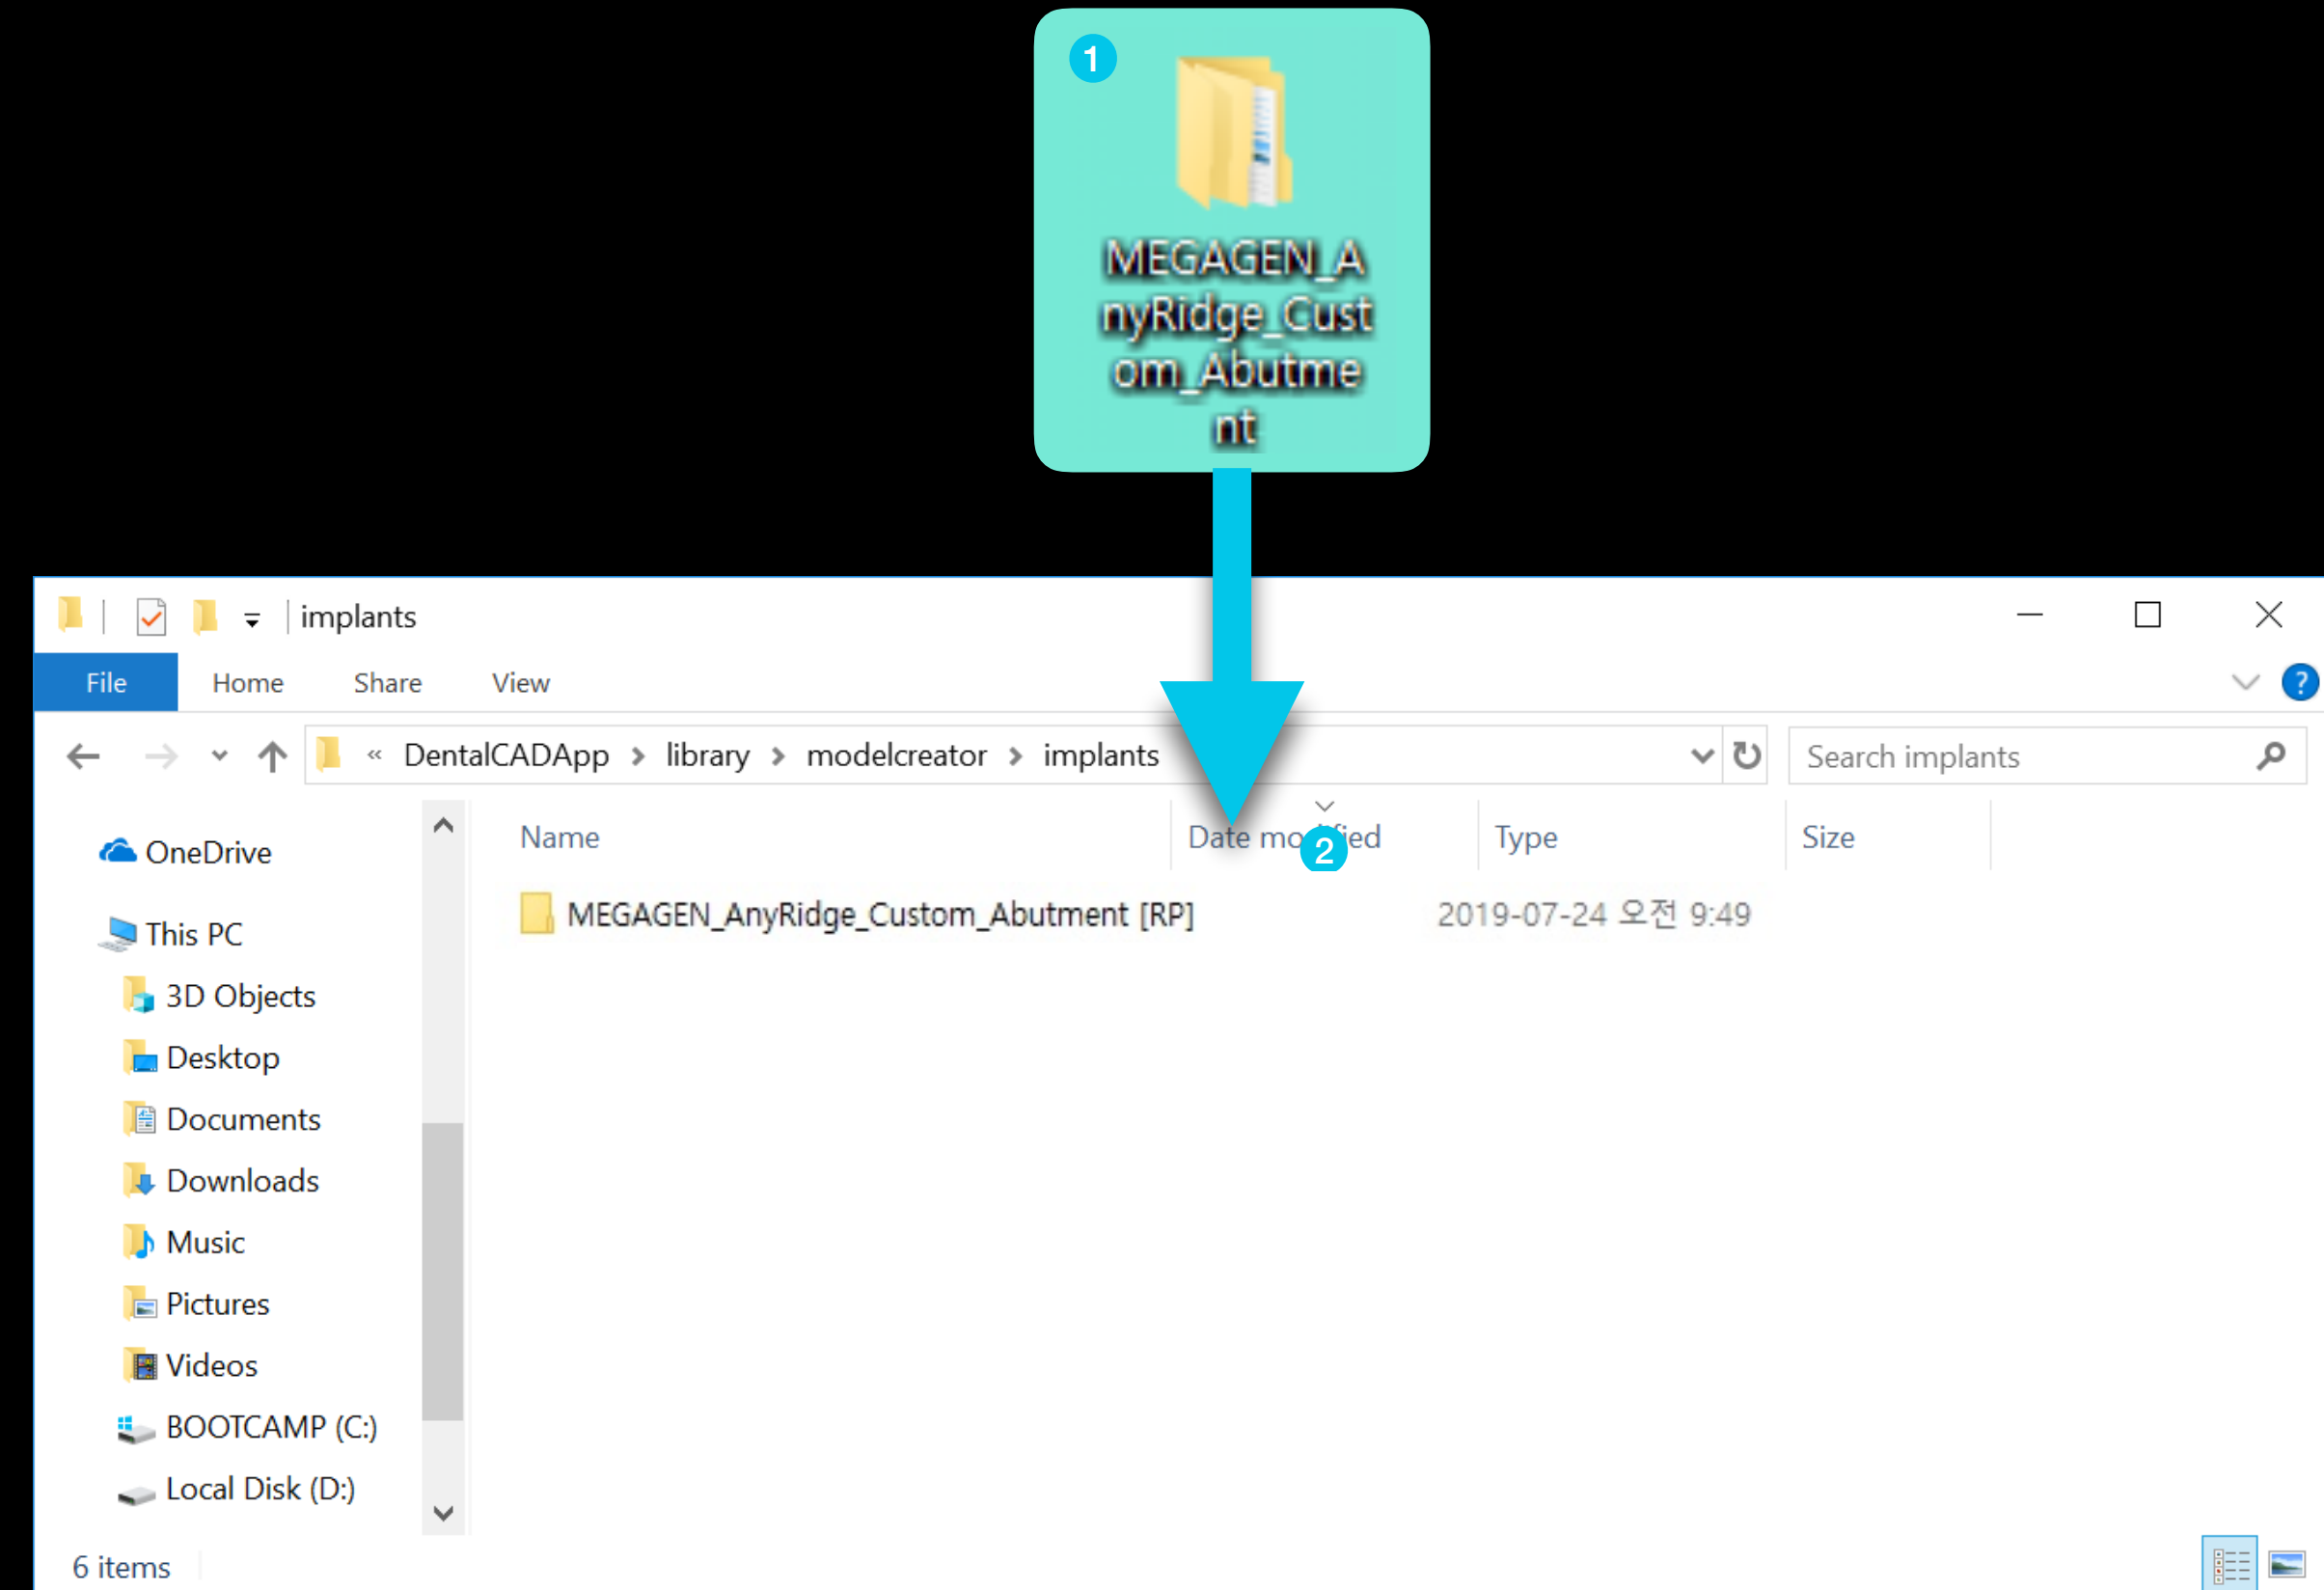 1
MEGAGEN_A
nyRidge_Cust
om_Abutme
nt
implants
File Home Share View
« DentalCADApp > library > modelcreator > implants
Search implants
Name Date modified Type Size
2
MEGAGEN_AnyRidge_Custom_Abutment [RP] 2019-07-24 오전 9:49
OneDrive
This PC
3D Objects
Desktop
Documents
Downloads
Music
Pictures
Videos
BOOTCAMP (C:)
Local Disk (D:)
6 items